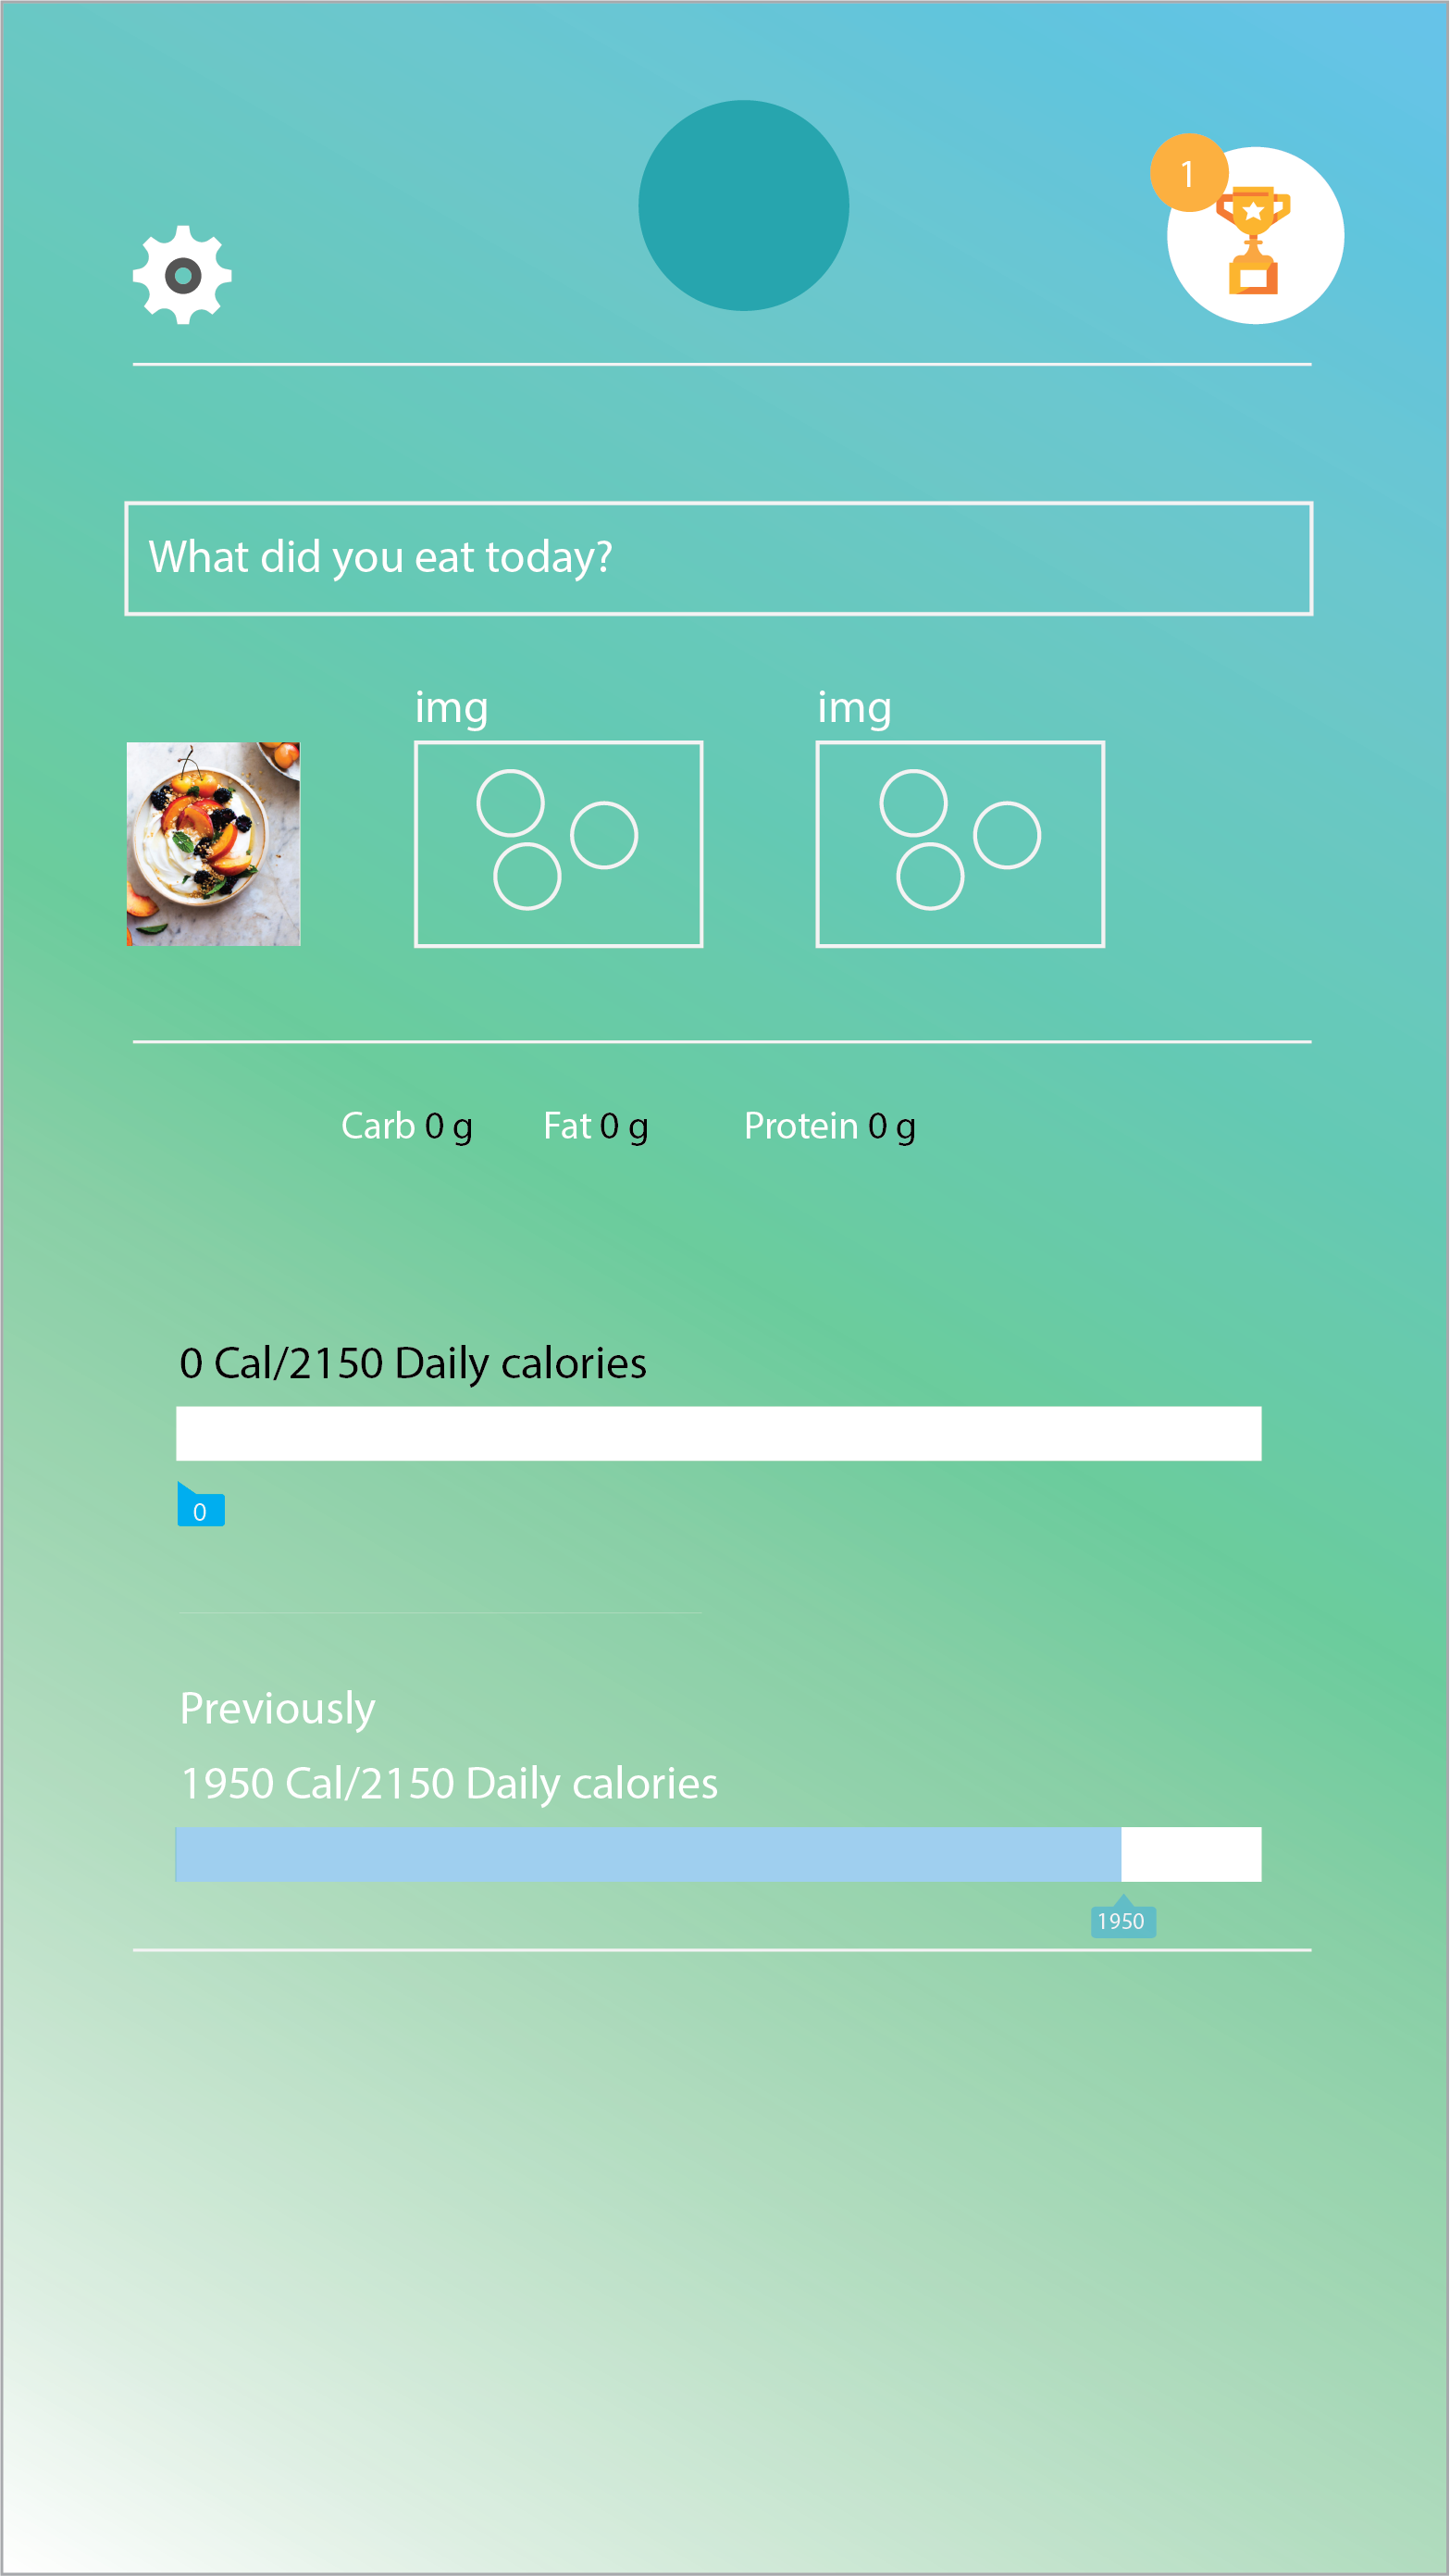 1
What did you eat today?
img
img
Carb 0 g Fat 0 g Protein 0 g
0 Cal/2150 Daily calories
0
Previously
1950 Cal/2150 Daily calories
1950